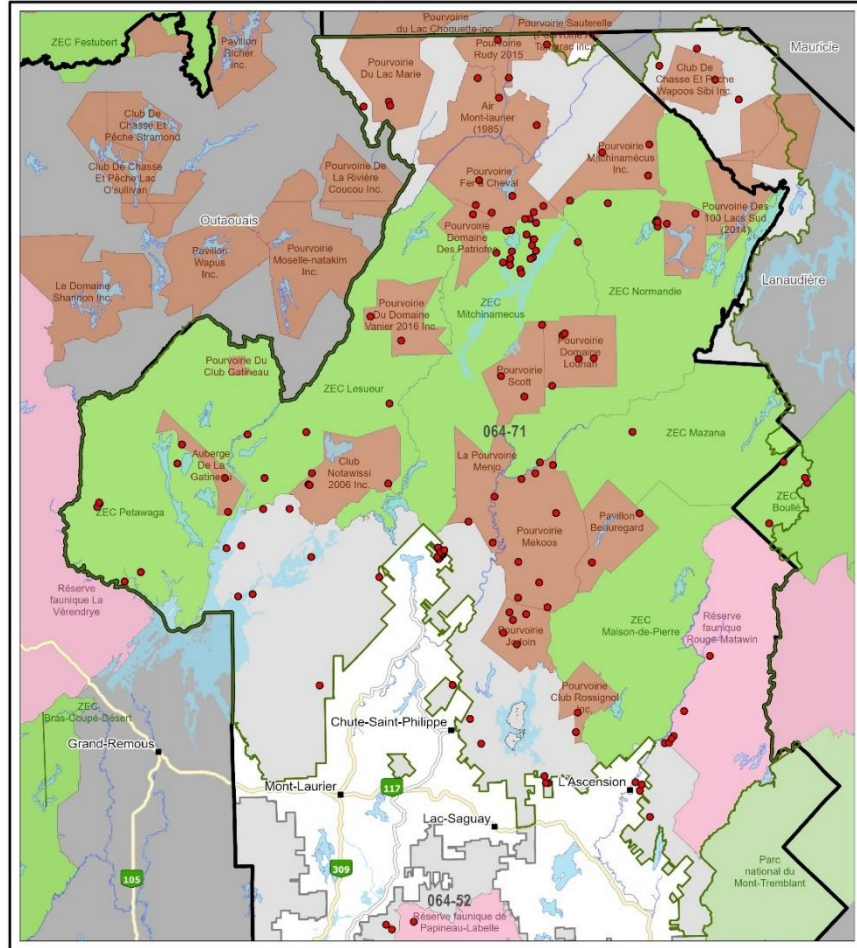 ZEC Festubert
Pavillon
Richer
Inc.
Pourvoirie
du Lac Choquette inc.
Pourvoirie Sauterelle
Mauricie
Pourvoirie
Du Lac Marie
Pourvoirie
Rudy 2015
Club De
Chasse Et Pêche
Wapoos Sibi Inc.
Air
Mont-laurier
(1985)
Club De
Chasse Et
Pêche Stramond
Club De Chasse
Et Pêche Lac
O'sullivan
Pourvoirie De
La Rivière
Coucou Inc.
Pourvoirie
Mitchinamécus
Inc.
Pourvoirie
Fer à Cheval
Outaouais
Pourvoirie Des
100 Lacs Sud
(2014)
Pourvoirie
Domaine
Des Patriotes
Pavillon
Wapus
Inc.
Pourvoirie
Moselle-natakim
Inc.
Le Domaine
Shannon Inc.
Lanaudière
ZEC
Mitchinamecus
ZEC Normandie
Pourvoirie
Du Domaine
Vanier 2016 Inc.
Pourvoirie Du
Club Gatineau
Pourvoirie
Scott
Pourvoirie
Domaine
Lounan
ZEC Lesueur
064-71
ZEC Mazana
Auberge
De La
Gatineau
Club
Notawissi
2006 Inc.
La Pourvoirie
Menjo
ZEC
Boullé
ZEC Petawaga
Pourvoirie
Mekoos
Pavillon
Beauregard
Réserve
faunique La
Vérendrye
ZEC
Maison-de-Pierre
Réserve
faunique
Rouge-Matawin
Pourvoirie
Jodoin
Pourvoirie
Club Rossignol
Inc.
ZEC
Bras-Coupé-Désert
Grand-Remous
Chute-Saint-Philippe
Mont-Laurier
117
L'Ascension
Lac-Saguay
105
309
Parc
national du
Mont-Tremblant
064-52
Réserve faunique de
Papineau-Labelle